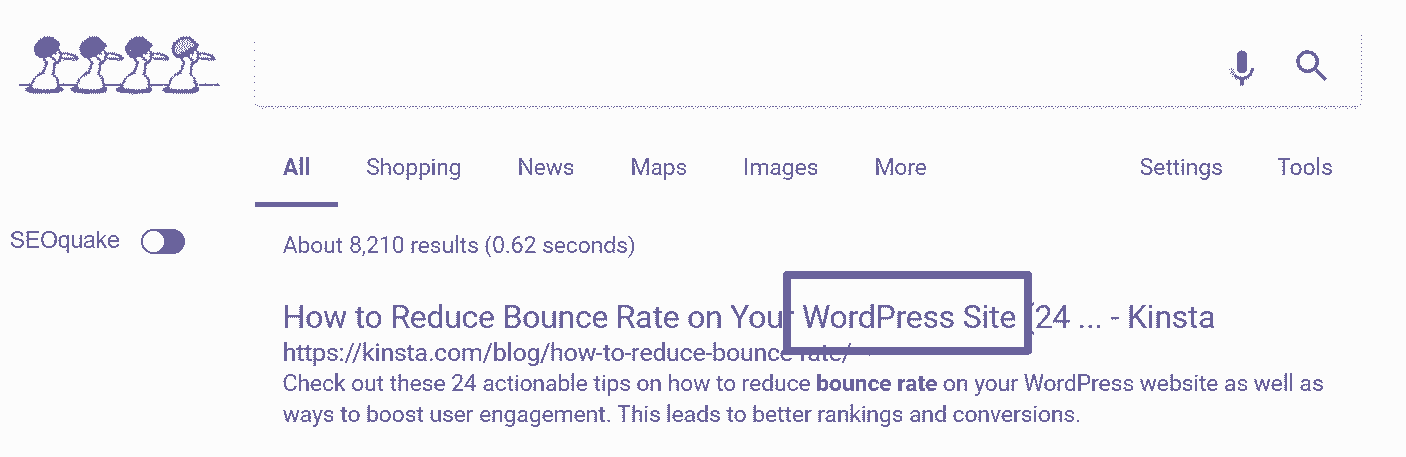 All Shopping News Maps Images More Settings Tools
SEOquake
About 8,210 results (0.62 seconds)
How to Reduce Bounce Rate on Your WordPress Site (24 ... - Kinsta
https://kinsta.com/blog/how-to-reduce-bounce-rate/
Check out these 24 actionable tips on how to reduce bounce rate on your WordPress website as well as
ways to boost user engagement. This leads to better rankings and conversions.